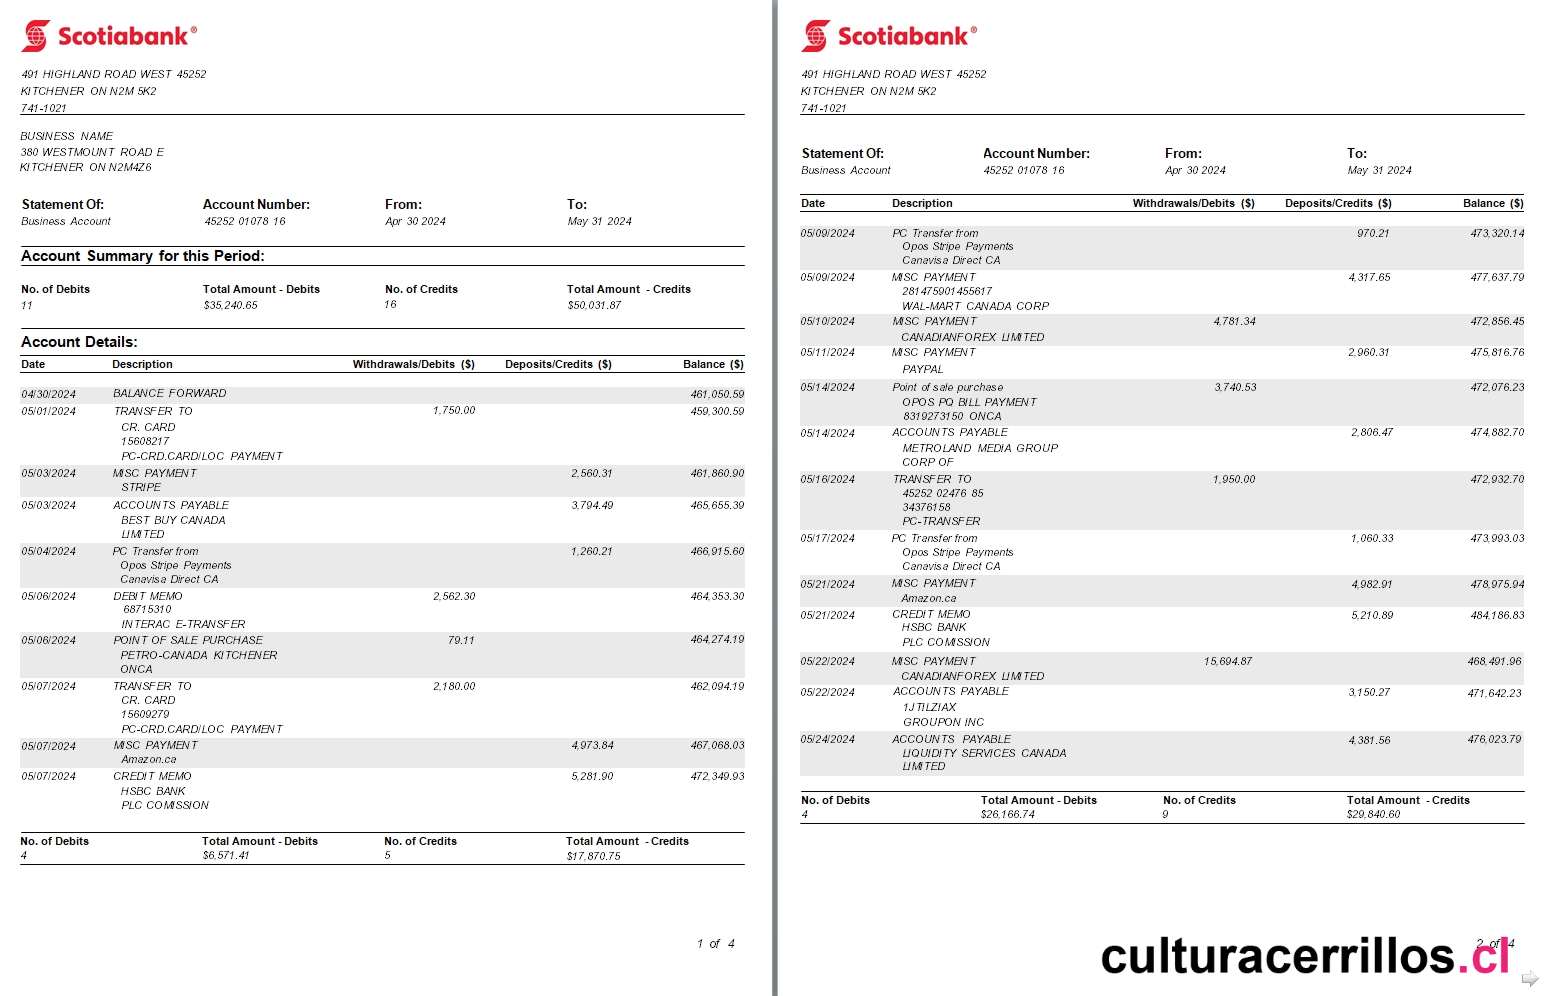 Scotiabank®
491 HIGHLAND ROAD WEST 45252
KITCHENER ON N2M 5K2
741-1021
BUSINESS NAME
380 WESTMOUNT ROAD E
KITCHENER ON N2M4Z6
Statement Of: Account Number: From: To:
Business Account 45252 01078 16 Apr 30 2024 May 31 2024
Account Summary for this Period:
No. of Debits Total Amount - Debits No. of Credits Total Amount - Credits
11 $35,240.65 16 $50,031.87
Account Details:
Date Description Withdrawals/Debits ($) Deposits/Credits ($) Balance ($)
04/30/2024 BALANCE FORWARD 461,050.59
05/01/2024 TRANSFER TO 1,750.00 459,300.59
CR. CARD
15608217
PC-CRD.CARD/LOC PAYMENT
05/03/2024 MISC PAYMENT 2,560.31 461,860.90
STRIPE
05/03/2024 ACCOUNTS PAYABLE 3,794.49 465,655.39
BEST BUY CANADA
LIMITED
05/04/2024 PC Transfer from 1,260.21 466,915.60
Opos Stripe Payments
Canavisa Direct CA
05/06/2024 DEBIT MEMO 2,562.30 464,353.30
68715310
INTERAC E-TRANSFER
05/06/2024 POINT OF SALE PURCHASE 79.11 464,274.19
PETRO-CANADA KITCHENER
ONCA
05/07/2024 TRANSFER TO 2,180.00 462,094.19
CR. CARD
15609279
PC-CRD.CARD/LOC PAYMENT
05/07/2024 MISC PAYMENT 4,973.84 467,068.03
Amazon.ca
05/07/2024 CREDIT MEMO 5,281.90 472,349.93
HSBC BANK
PLC COMISSION
No. of Debits Total Amount - Debits No. of Credits Total Amount - Credits
4 $6,571.41 5 $17,870.75
1 of 4
Scotiabank®
491 HIGHLAND ROAD WEST 45252
KITCHENER ON N2M 5K2
741-1021
Statement Of: Account Number: From: To:
Business Account 45252 01078 16 Apr 30 2024 May 31 2024
Date Description Withdrawals/Debits ($) Deposits/Credits ($) Balance ($)
05/09/2024 PC Transfer from 970.21 473,320.14
Opos Stripe Payments
Canavisa Direct CA
05/09/2024 MISC PAYMENT 4,317.65 477,637.79
281475901455617
WAL-MART CANADA CORP
05/10/2024 MISC PAYMENT 4,781.34 472,856.45
CANADIANFOREX LIMITED
05/11/2024 MISC PAYMENT 2,960.31 475,816.76
PAYPAL
05/14/2024 Point of sale purchase 3,740.53 472,076.23
OPOS PQ BILL PAYMENT
8319273150 ONCA
05/14/2024 ACCOUNTS PAYABLE 2,806.47 474,882.70
METROLAND MEDIA GROUP
CORP OF
05/16/2024 TRANSFER TO 1,950.00 472,932.70
45252 02476 85
34376158
PC-TRANSFER
05/17/2024 PC Transfer from 1,060.33 473,993.03
Opos Stripe Payments
Canavisa Direct CA
05/21/2024 MISC PAYMENT 4,982.91 478,975.94
Amazon.ca
05/21/2024 CREDIT MEMO 5,210.89 484,186.83
HSBC BANK
PLC COMISSION
05/22/2024 MISC PAYMENT 15,694.87 468,491.96
CANADIANFOREX LIMITED
05/22/2024 ACCOUNTS PAYABLE 3,150.27 471,642.23
1JTILZIAX
GROUPON INC
05/24/2024 ACCOUNTS PAYABLE 4,381.56 476,023.79
LIQUIDITY SERVICES CANADA
LIMITED
No. of Debits Total Amount - Debits No. of Credits Total Amount - Credits
4 $26,166.74 9 $29,840.60
2 of 4
culturacerrillos.cl